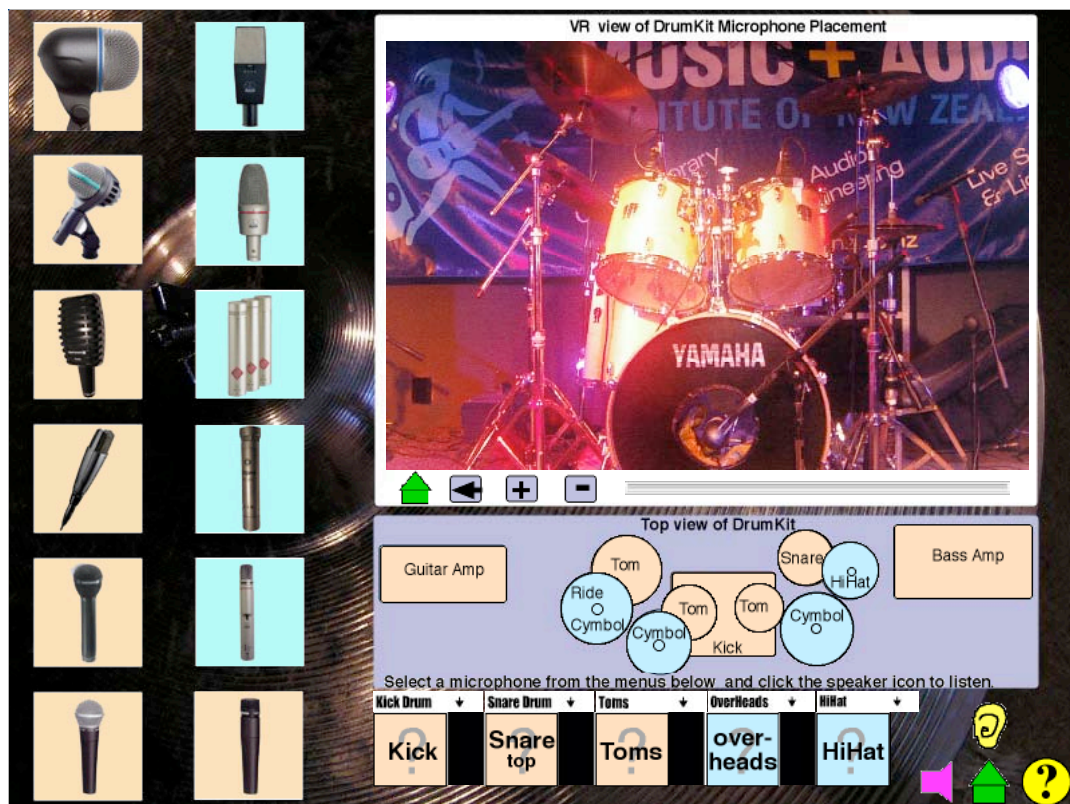 VR view of DrumKit Microphone Placement
MUSIC + AUDI
ITUTE OF NEW ZEAL
Audio
Live S
& Li
YAMAHA
Top view of DrumKit
Guitar Amp
Tom
Snare
Bass Amp
HiHat
Ride
Cymbol
Tom
Tom
Cymbol
Cymbol
Kick
Select a microphone from the menus below and click the speaker icon to listen.
Kick Drum
Snare Drum
Toms
OverHeads
HiHat
?
Kick
?
Snare
top
?
Toms
?
over-
heads
?
HiHat
?